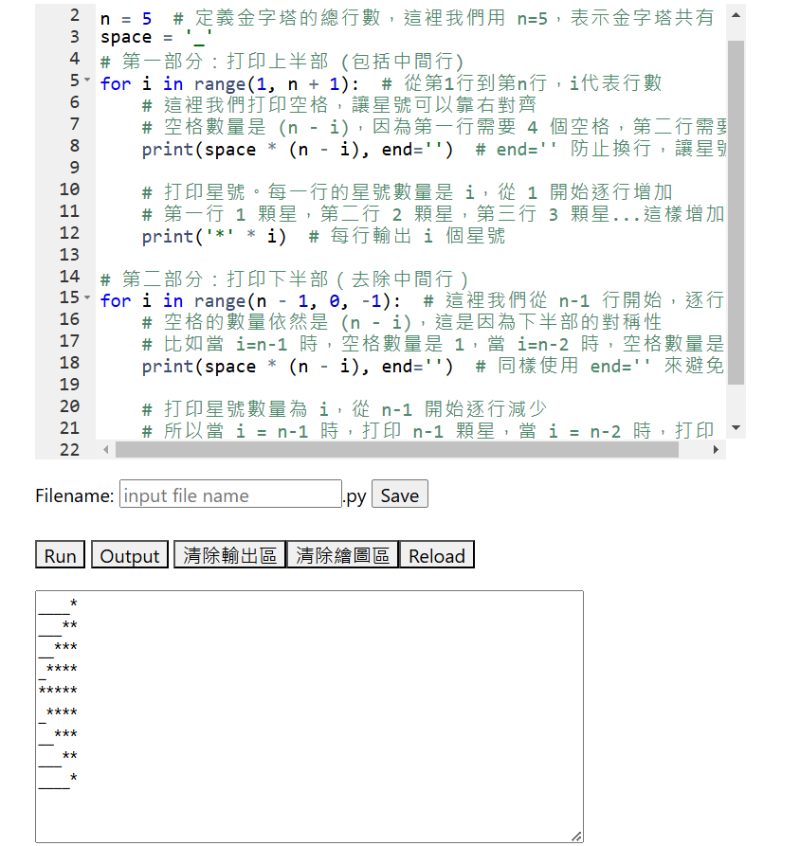 2 n = 5  # 定義金字塔的總行數，這裡我們用 n=5，表示金字塔共有
3 space = '_'
4 # 第一部分：打印上半部 (包括中間行)
5 for i in range(1, n + 1):  # 從第1行到第n行，i代表行數
6     # 這裡我們打印空格，讓星號可以靠右對齊
7     # 空格數量是 (n - i)，因為第一行需要 4 個空格，第二行需要
8     print(space * (n - i), end='')  # end='' 防止換行，讓星號
9
10     # 打印星號。每一行的星號數量是 i，從 1 開始逐行增加
11     # 第一行 1 顆星，第二行 2 顆星，第三行 3 顆星...這樣增加
12     print('*' * i)  # 每行輸出 i 個星號
13
14 # 第二部分：打印下半部（去除中間行）
15 for i in range(n - 1, 0, -1):  # 這裡我們從 n-1 行開始，逐行
16     # 空格的數量依然是 (n - i)，這是因為下半部的對稱性
17     # 比如當 i=n-1 時，空格數量是 1，當 i=n-2 時，空格數量是
18     print(space * (n - i), end='')  # 同樣使用 end='' 來避免
19
20     # 打印星號數量為 i，從 n-1 開始逐行減少
21     # 所以當 i = n-1 時，打印 n-1 顆星，當 i = n-2 時，打印
22
Filename: input file name .py Save
Run Output 清除輸出區 清除繪圖區 Reload
____*
___**
__***
_****
*****
_****
__***
___**
____*